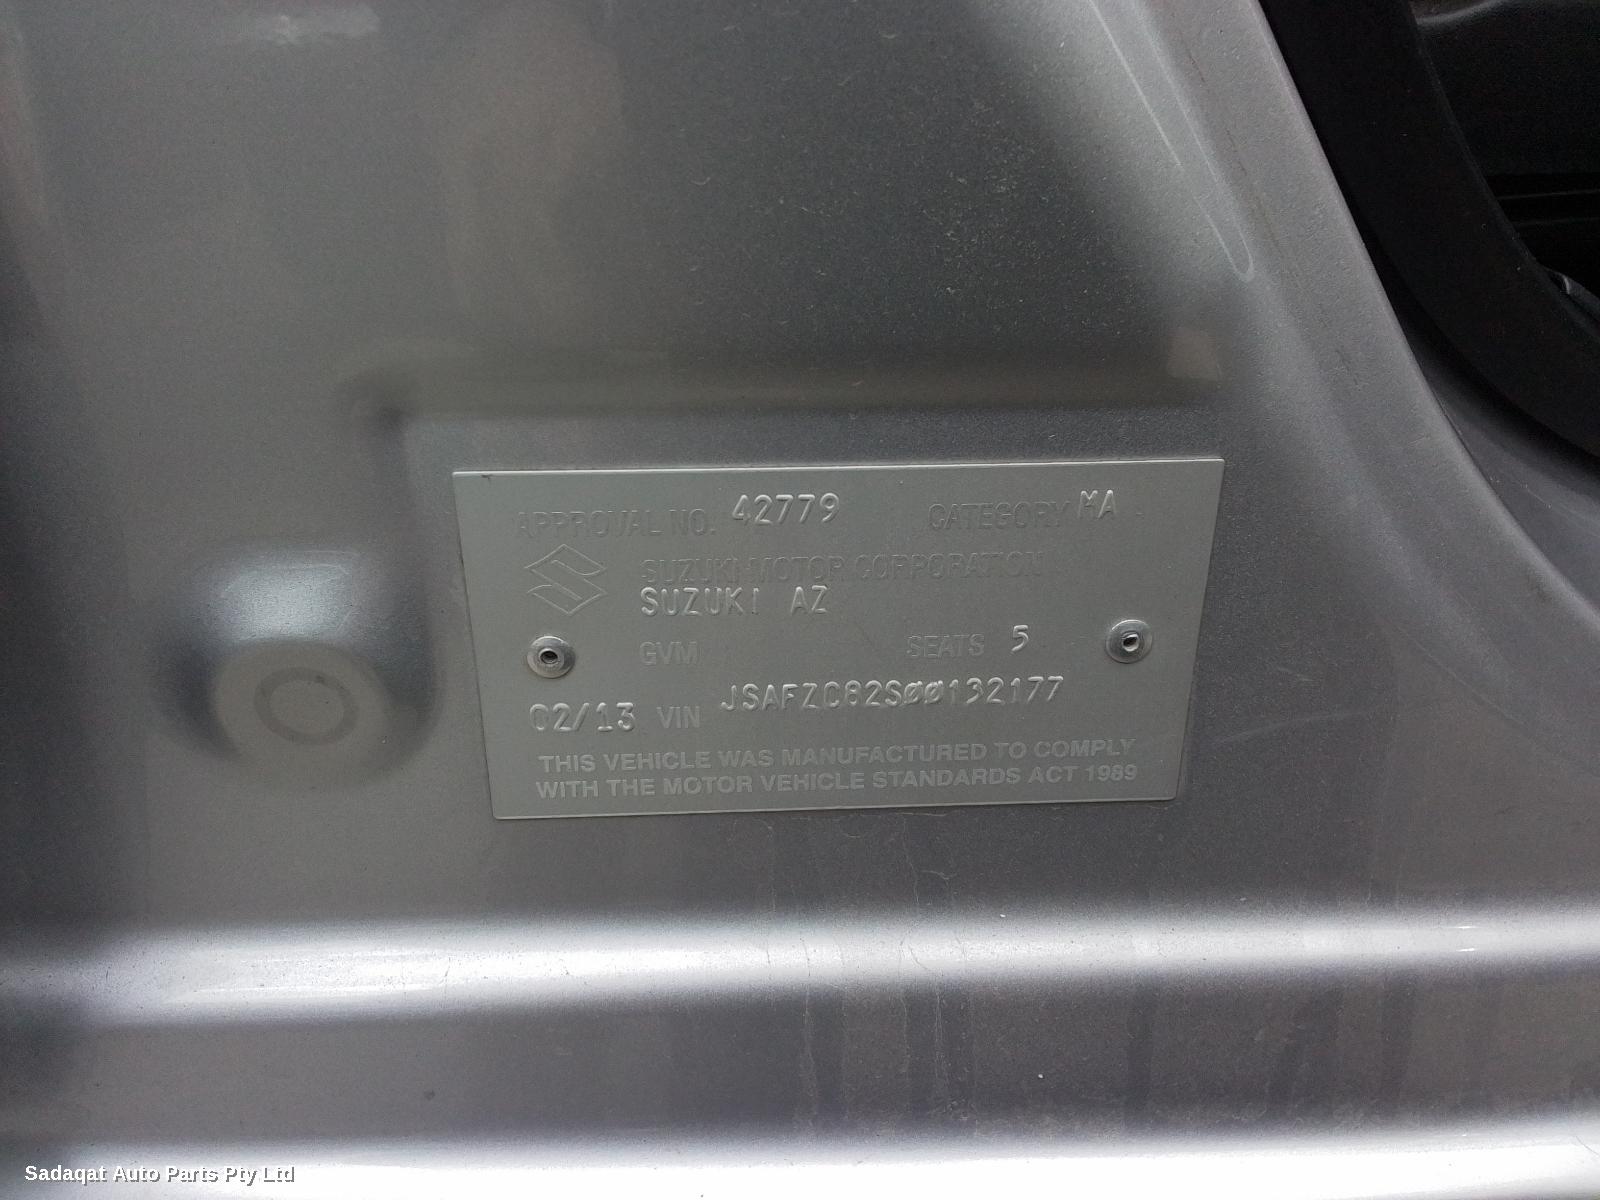 APPROVAL NO. 42779 CATEGORY MA
SUZUKI MOTOR CORPORATION
SUZUKI AZ
GVM SEATS 5
02/13 VIN JSAFZC82S00132177
THIS VEHICLE WAS MANUFACTURED TO COMPLY
WITH THE MOTOR VEHICLE STANDARDS ACT 1989
Sadaqat Auto Parts Pty Ltd